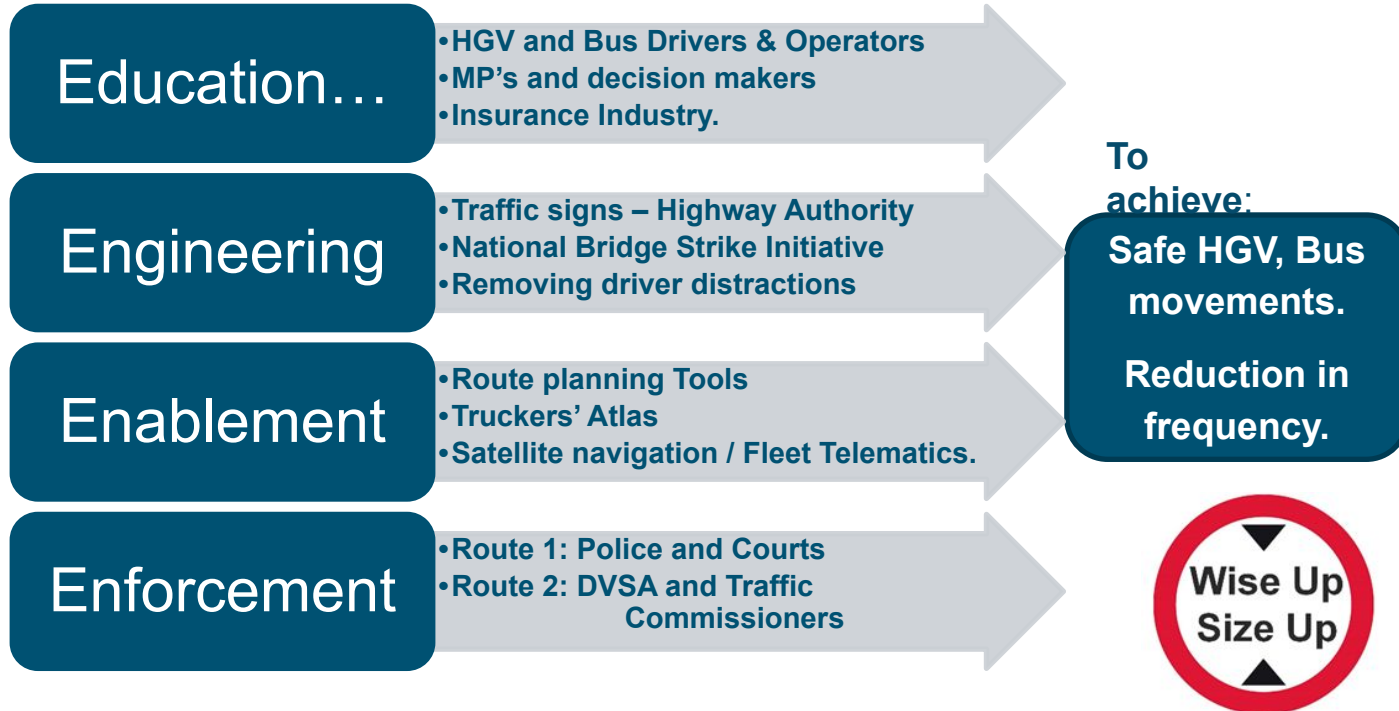 Education…
•HGV and Bus Drivers & Operators
•MP's and decision makers
•Insurance Industry.
Engineering
•Traffic signs – Highway Authority
•National Bridge Strike Initiative
•Removing driver distractions
Enablement
•Route planning Tools
•Truckers' Atlas
•Satellite navigation / Fleet Telematics.
Enforcement
•Route 1: Police and Courts
•Route 2: DVSA and Traffic
Commissioners
To
achieve:
Safe HGV, Bus
movements.
Reduction in
frequency.
Wise Up
Size Up